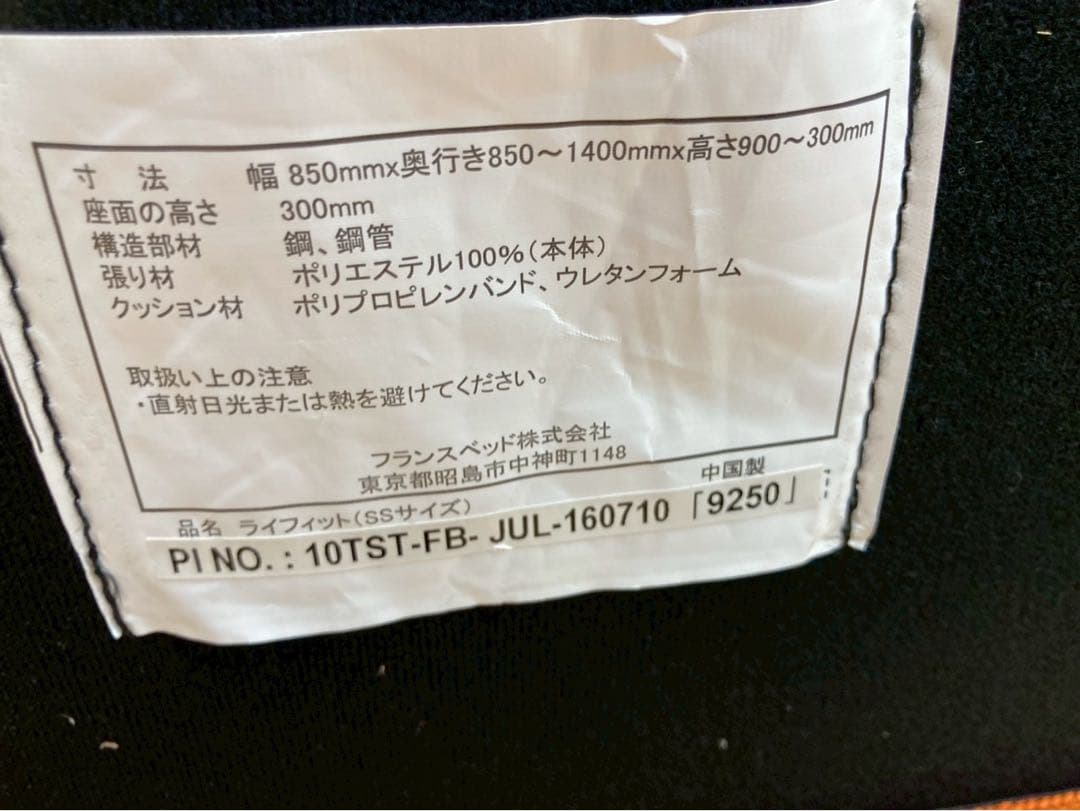 寸 法 幅 850mmx奥行き850～1400mmx高さ900～300mm
座面の高さ 300mm
構造部材 鋼、鋼管
張り材 ポリエステル100%(本体)
クッション材 ポリプロピレンバンド、ウレタンフォーム
取扱い上の注意
・直射日光または熱を避けてください。
フランスベッド株式会社
東京都昭島市中神町1148
中国製
品名 ライフィット(SSサイズ)
PI NO.: 10TST-FB- JUL-160710 「9250」